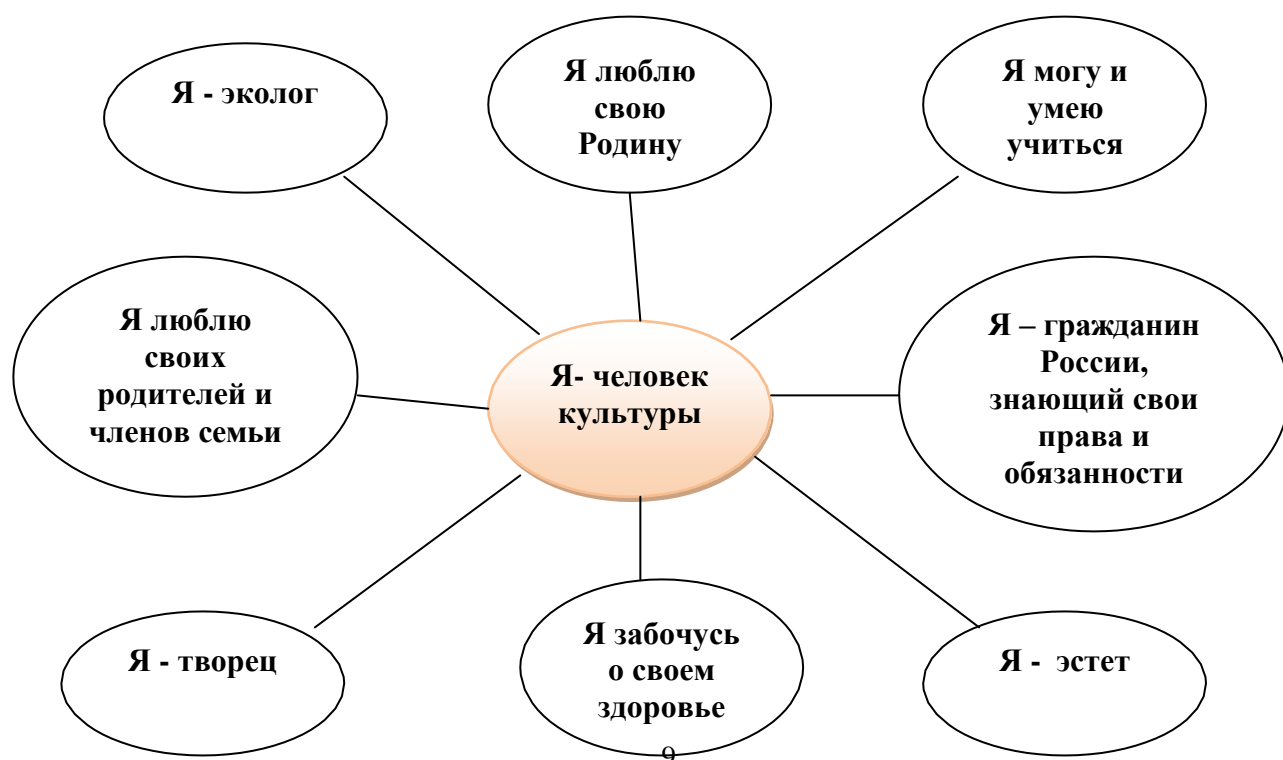 Я - эколог
Я люблю
свою
Родину
Я могу и
умею
учиться
Я люблю
своих
родителей и
членов семьи
Я- человек
культуры
Я – гражданин
России,
знающий свои
права и
обязанности
Я - творец
Я забочусь
о своем
здоровье
Я - эстет
9